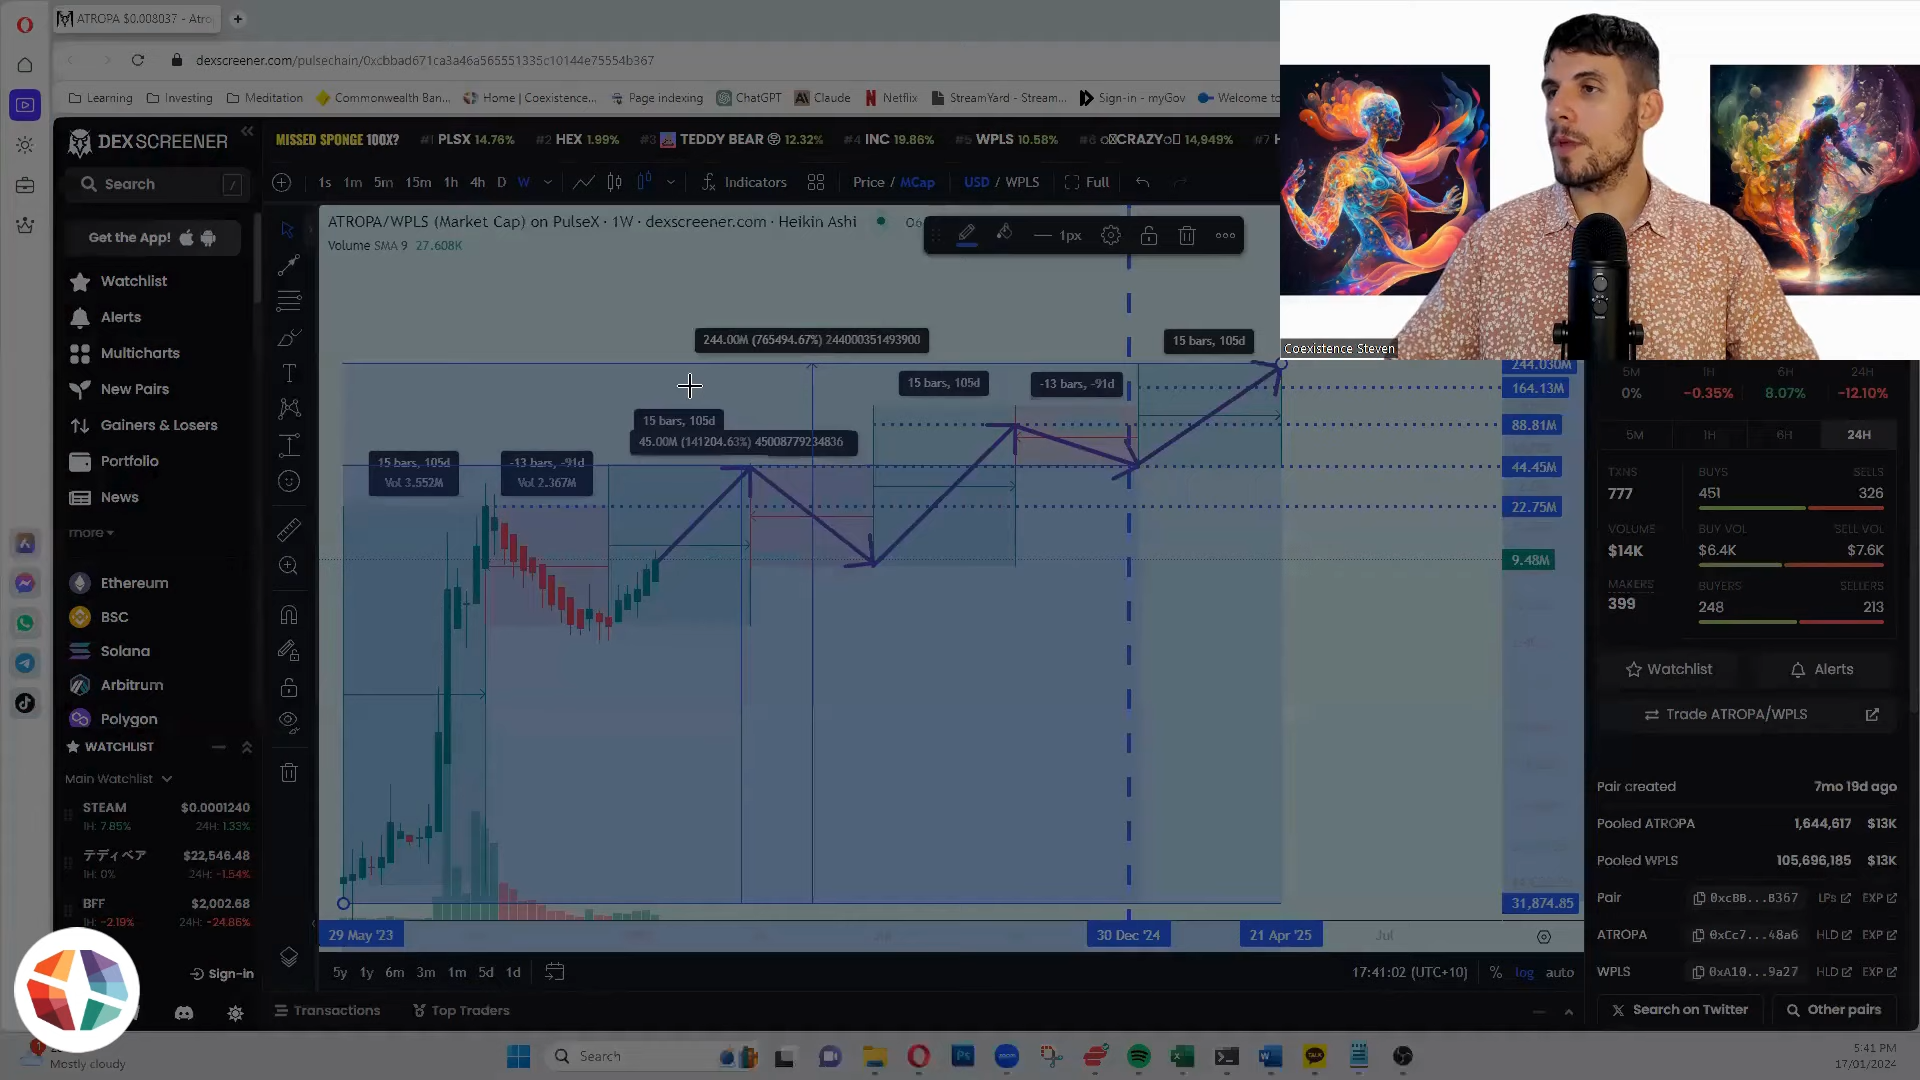 ATROPA $0.008037 - Atro
dexscreener.com/pulsechain/0xcbbad671ca3a46a565551335c10144e75554b367
Learning
Investing
Meditation
Commonwealth Ban...
Home | Coexistence...
Page indexing
ChatGPT
Claude
Netflix
StreamYard - Stream...
Sign-in - myGov
Welcome to
DEX SCREENER
MISSED SPONGE 100X?
#1 PLSX 14.76%
#2 HEX 1.99%
#3 TEDDY BEAR 12.32%
#4 INC 19.86%
#5 WPLS 10.58%
CRAZY 14,949%
#7 H
Search
/
1s 1m 5m 15m 1h 4h D W
Indicators
Price / MCap
USD / WPLS
Full
Get the App!
ATROPA/WPLS (Market Cap) on PulseX · 1W · dexscreener.com · Heikin Ashi
Volume SMA 9 27.608K
1px
Watchlist
Alerts
Multicharts
New Pairs
Gainers & Losers
Portfolio
News
more
Ethereum
BSC
Solana
Arbitrum
Polygon
WATCHLIST
Main Watchlist
STEAM $0.0001240
1H: 7.85% 24H: 1.33%
テディベア $22,546.48
1H: 0% 24H: -1.54%
BFF $2,002.68
1H: -2.19% 24H: -24.86%
Sign-in
244.00M (765494.67%) 244000351493900
15 bars, 105d
15 bars, 105d
-13 bars, -91d
15 bars, 105d
45.00M (141204.63%) 45008779234836
15 bars, 105d
Vol 3.552M
-13 bars, -91d
Vol 2.367M
244.030M
164.13M
88.81M
44.45M
22.75M
9.48M
31,874.85
29 May '23
30 Dec '24
21 Apr '25
Jul
5y 1y 6m 3m 1m 5d 1d
17:41:02 (UTC+10)
% log auto
Transactions
Top Traders
Coexistence Steven
5M 1H 6H 24H
0% -0.35% 8.07% -12.10%
5M 1H 6H 24H
TXNS
777
BUYS
451
SELLS
326
VOLUME
$14K
BUY VOL
$6.4K
SELL VOL
$7.6K
MAKERS
399
BUYERS
248
SELLERS
213
Watchlist
Alerts
Trade ATROPA/WPLS
Pair created 7mo 19d ago
Pooled ATROPA 1,644,617 $13K
Pooled WPLS 105,696,185 $13K
Pair 0xcBB...B367 LPs EXP
ATROPA 0xCc7...48a6 HLD EXP
WPLS 0xA10...9a27 HLD EXP
Search on Twitter
Other pairs
Mostly cloudy
Search
5:41 PM
17/01/2024